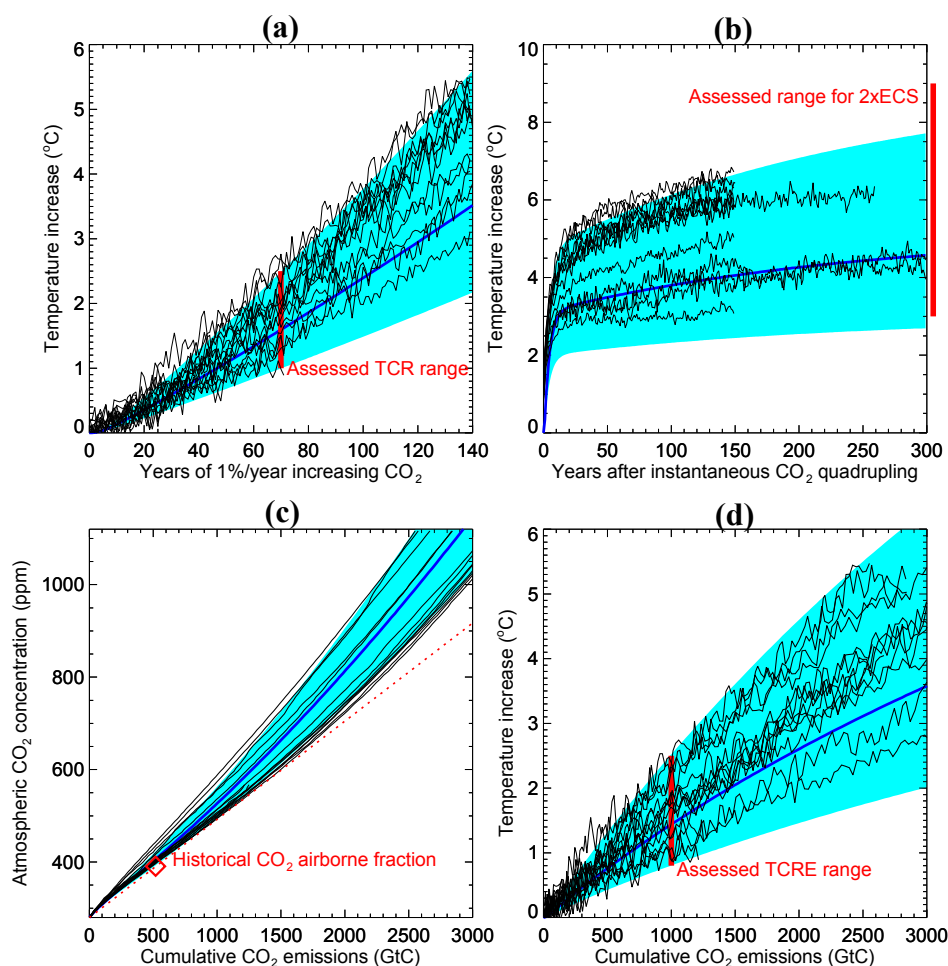 (a)
6
5
4
3
2
1
0
Temperature increase (°C)
Assessed TCR range
0 20 40 60 80 100 120 140
Years of 1%/year increasing CO₂
(b)
10
8
6
4
2
0
Temperature increase (°C)
Assessed range for 2xECS
0 50 100 150 200 250 300
Years after instantaneous CO₂ quadrupling
(c)
1000
800
600
400
Atmospheric CO₂ concentration (ppm)
Historical CO₂ airborne fraction
0 500 1000 1500 2000 2500 3000
Cumulative CO₂ emissions (GtC)
(d)
6
5
4
3
2
1
0
Temperature increase (°C)
Assessed TCRE range
0 500 1000 1500 2000 2500 3000
Cumulative CO₂ emissions (GtC)